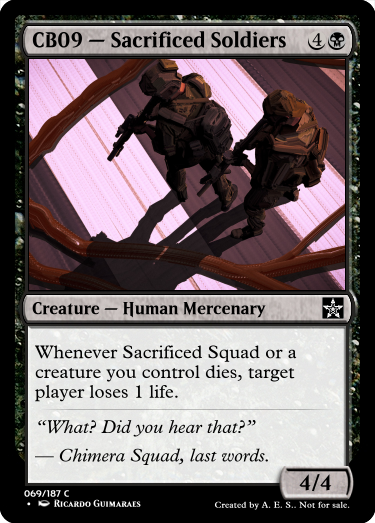 CB09 — Sacrificed Soldiers 4
Creature — Human Mercenary
Whenever Sacrificed Squad or a
creature you control dies, target
player loses 1 life.
“What? Did you hear that?”
— Chimera Squad, last words.
4/4
069/187 C
• Ricardo Guimaraes
Created by A. E. S.. Not for sale.